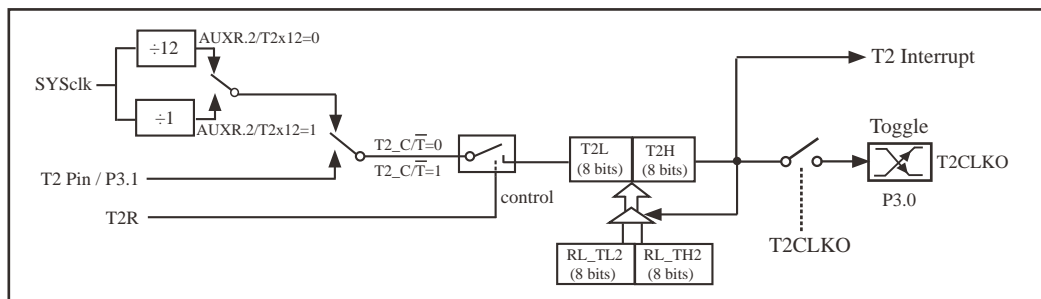 ÷12
AUXR.2/T2x12=0
SYSclk
÷1
AUXR.2/T2x12=1
T2 Interrupt
Toggle
T2_C/T̅=0
T2_C/T̅=1
T2L
(8 bits)
T2H
(8 bits)
T2CLKO
T2 Pin / P3.1
control
P3.0
T2R
T2CLKO
RL_TL2
(8 bits)
RL_TH2
(8 bits)